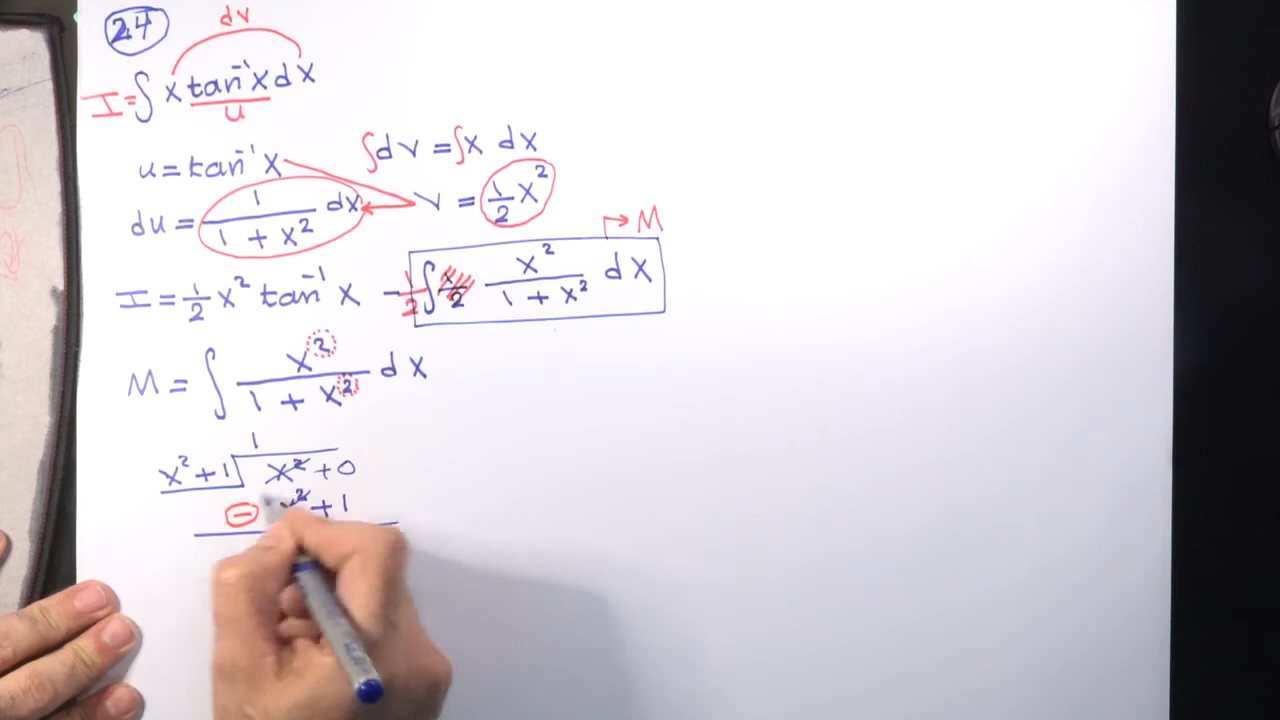 24
dv
I = ∫ x tan⁻¹x dx
u
u = tan⁻¹ x ∫dv = ∫x dx
du = 1/(1 + x²) dx v = 1/2 x²
M
I = 1/2 x² tan⁻¹ x - 1/2 ∫ x²/(1 + x²) dx
M = ∫ x²/(1 + x²) dx
1
x² + 1 x² + 0
- x² + 1